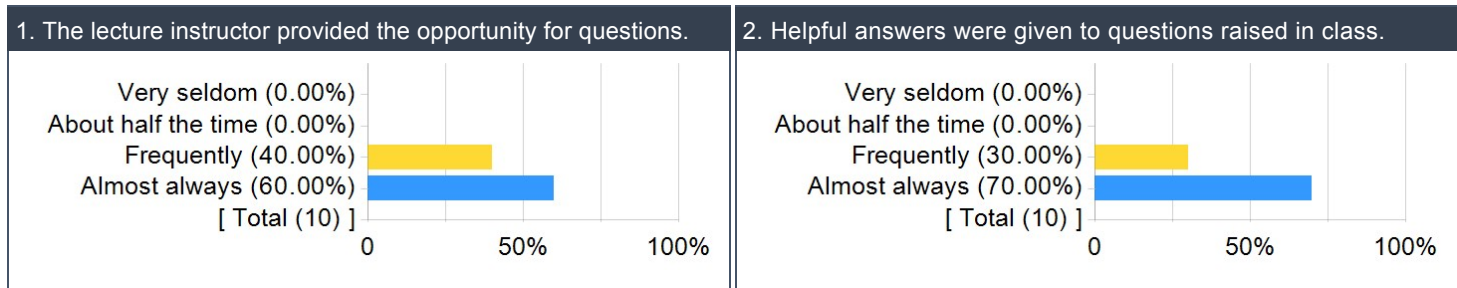 1. The lecture instructor provided the opportunity for questions.
Very seldom (0.00%)
About half the time (0.00%)
Frequently (40.00%)
Almost always (60.00%)
[ Total (10) ]
0 50% 100%
2. Helpful answers were given to questions raised in class.
Very seldom (0.00%)
About half the time (0.00%)
Frequently (30.00%)
Almost always (70.00%)
[ Total (10) ]
0 50% 100%